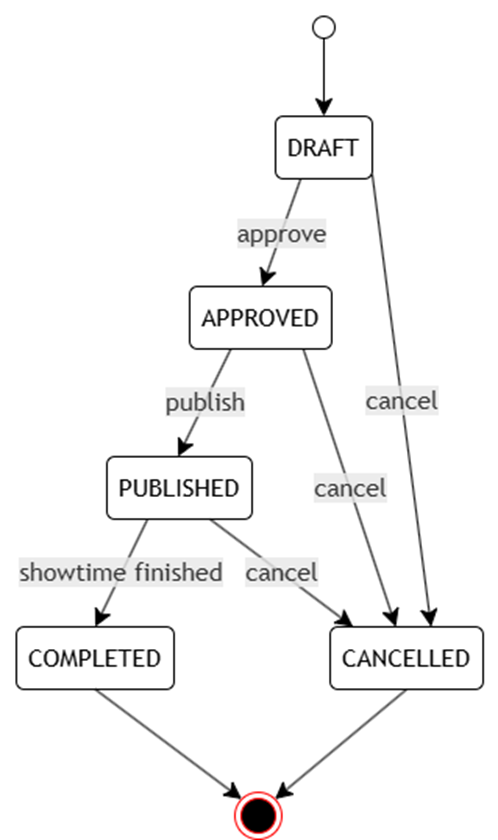 DRAFT
approve
APPROVED
publish
cancel
cancel
PUBLISHED
showtime finished
cancel
COMPLETED
CANCELLED